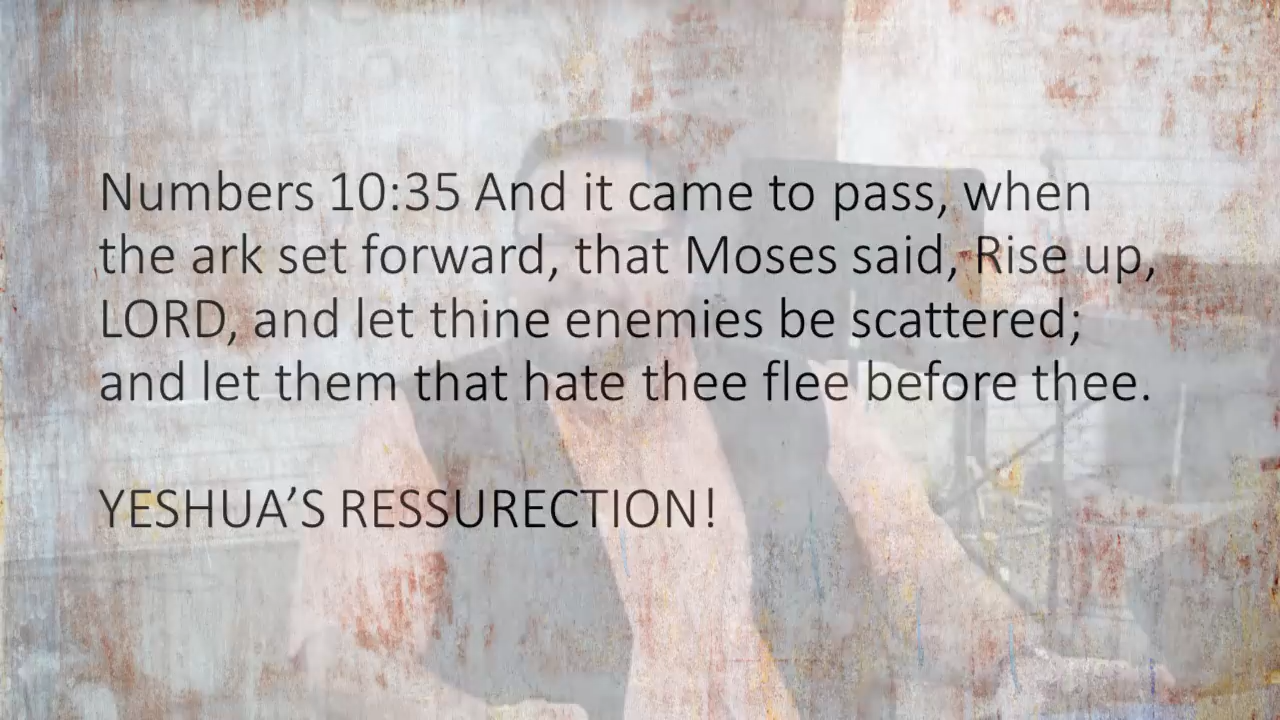 Numbers 10:35 And it came to pass, when
the ark set forward, that Moses said, Rise up,
LORD, and let thine enemies be scattered;
and let them that hate thee flee before thee.
YESHUA’S RESSURECTION!